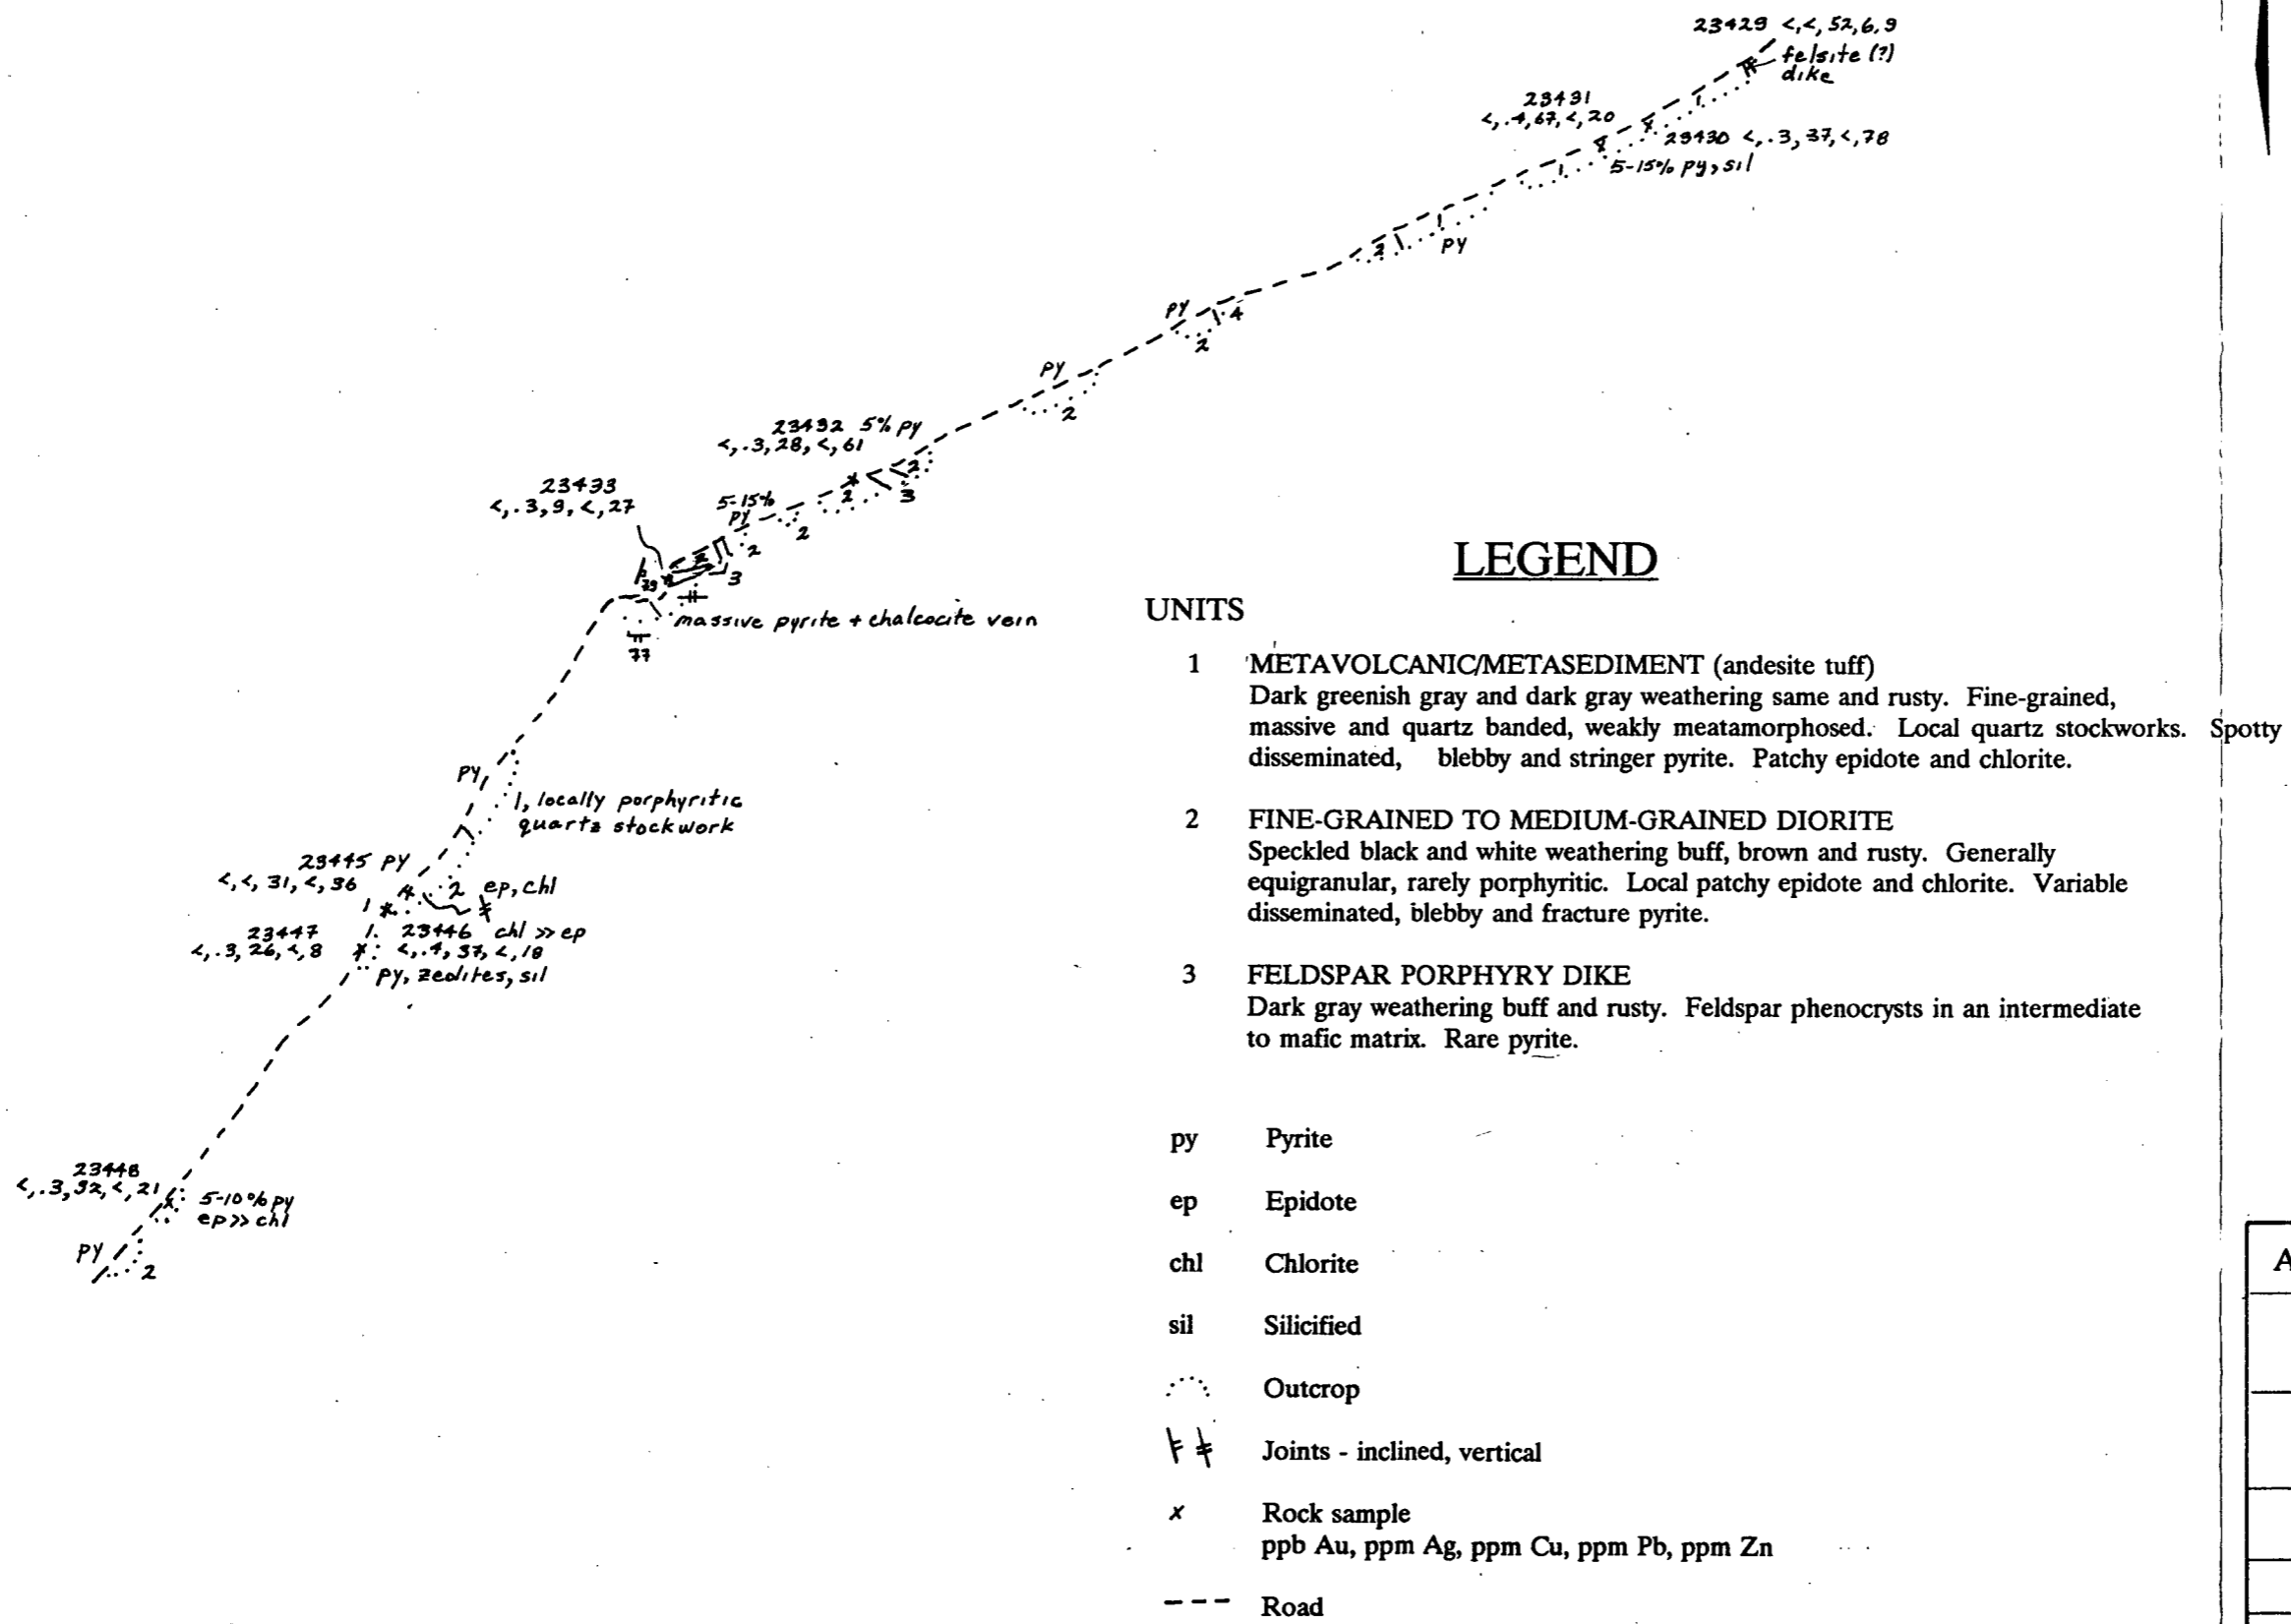 23429 <,<, 52, 6, 9
felsite (?)
dike
23431
<, .4, 67, <, 20
23430 <, .3, 37, <, 78
5-15% py, sil
1
1
1
2
py
py
4
2
py
2
23432 5% py
<, .3, 28, <, 61
2
2
3
23433
<, .3, 9, <, 27
5-15%
py
2
2
2
3
massive pyrite + chalcocite vein
77
py,
1, locally porphyritic
quartz stockwork
23445 py
<, <, 31, <, 36
2 ep, chl
23447
<, .3, 26, <, 8
23446 chl >> ep
<, .4, 37, <, 18
py, zeolites, sil
23448
<, .3, 32, <, 21
5-10% py
ep >> chl
py
2
LEGEND
UNITS
1 METAVOLCANIC/METASEDIMENT (andesite tuff)
Dark greenish gray and dark gray weathering same and rusty. Fine-grained,
massive and quartz banded, weakly meatamorphosed. Local quartz stockworks. Spotty
disseminated, blebby and stringer pyrite. Patchy epidote and chlorite.
2 FINE-GRAINED TO MEDIUM-GRAINED DIORITE
Speckled black and white weathering buff, brown and rusty. Generally
equigranular, rarely porphyritic. Local patchy epidote and chlorite. Variable
disseminated, blebby and fracture pyrite.
3 FELDSPAR PORPHYRY DIKE
Dark gray weathering buff and rusty. Feldspar phenocrysts in an intermediate
to mafic matrix. Rare pyrite.
py Pyrite
ep Epidote
chl Chlorite
sil Silicified
Outcrop
Joints - inclined, vertical
x Rock sample
ppb Au, ppm Ag, ppm Cu, ppm Pb, ppm Zn
Road
A